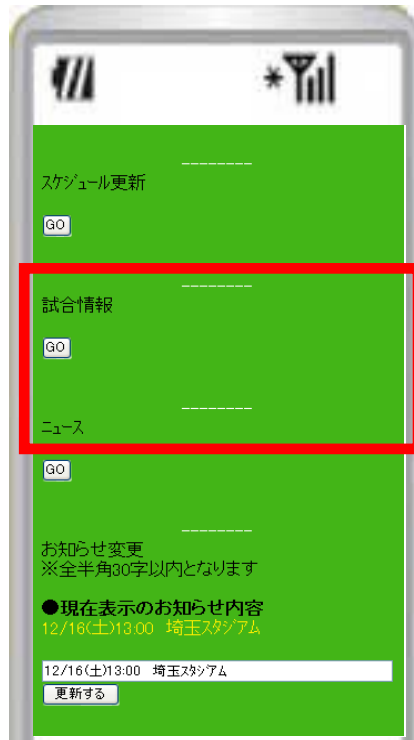 --------
スケジュール更新
GO
--------
試合情報
GO
--------
ニュース
GO
--------
お知らせ変更
※全半角30字以内となります
●現在表示のお知らせ内容
12/16(土)13:00 埼玉ｽﾀｼﾞｱﾑ
12/16(土)13:00 埼玉ｽﾀｼﾞｱﾑ
更新する